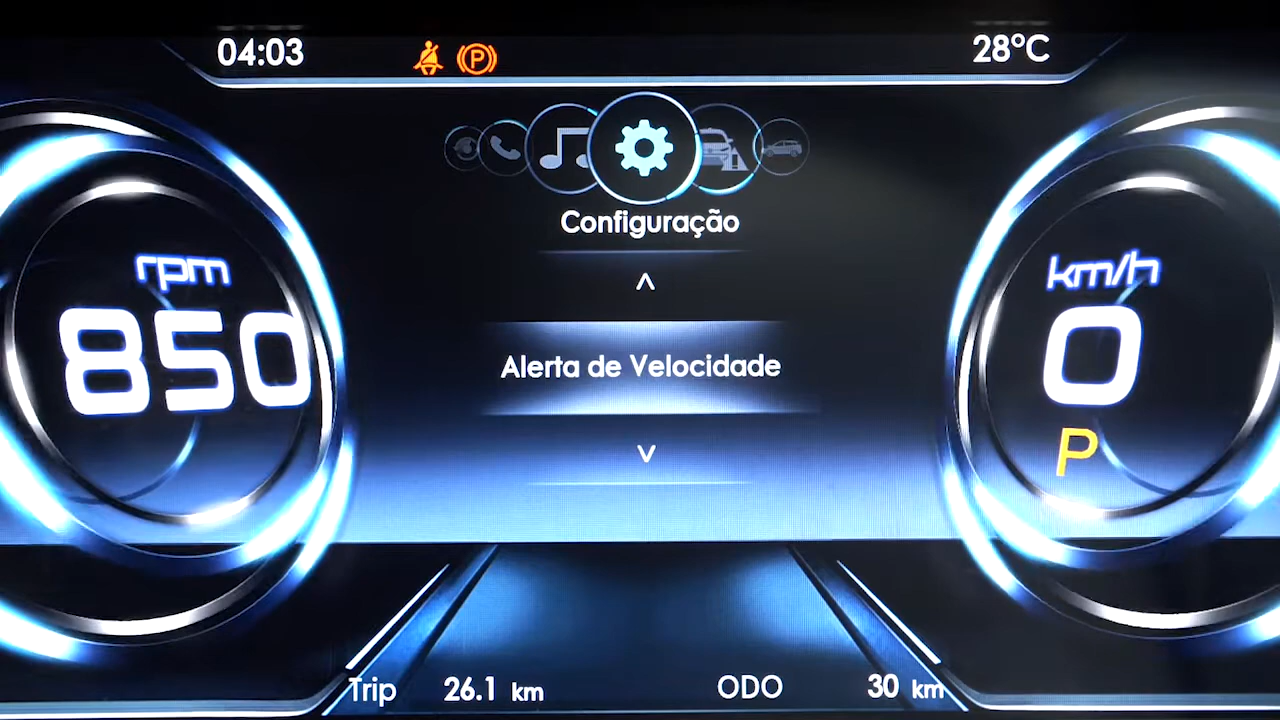 04:03 P 28°C
Configuração
rpm
850
km/h
0
P
Alerta de Velocidade
Trip 26.1 km ODO 30 km